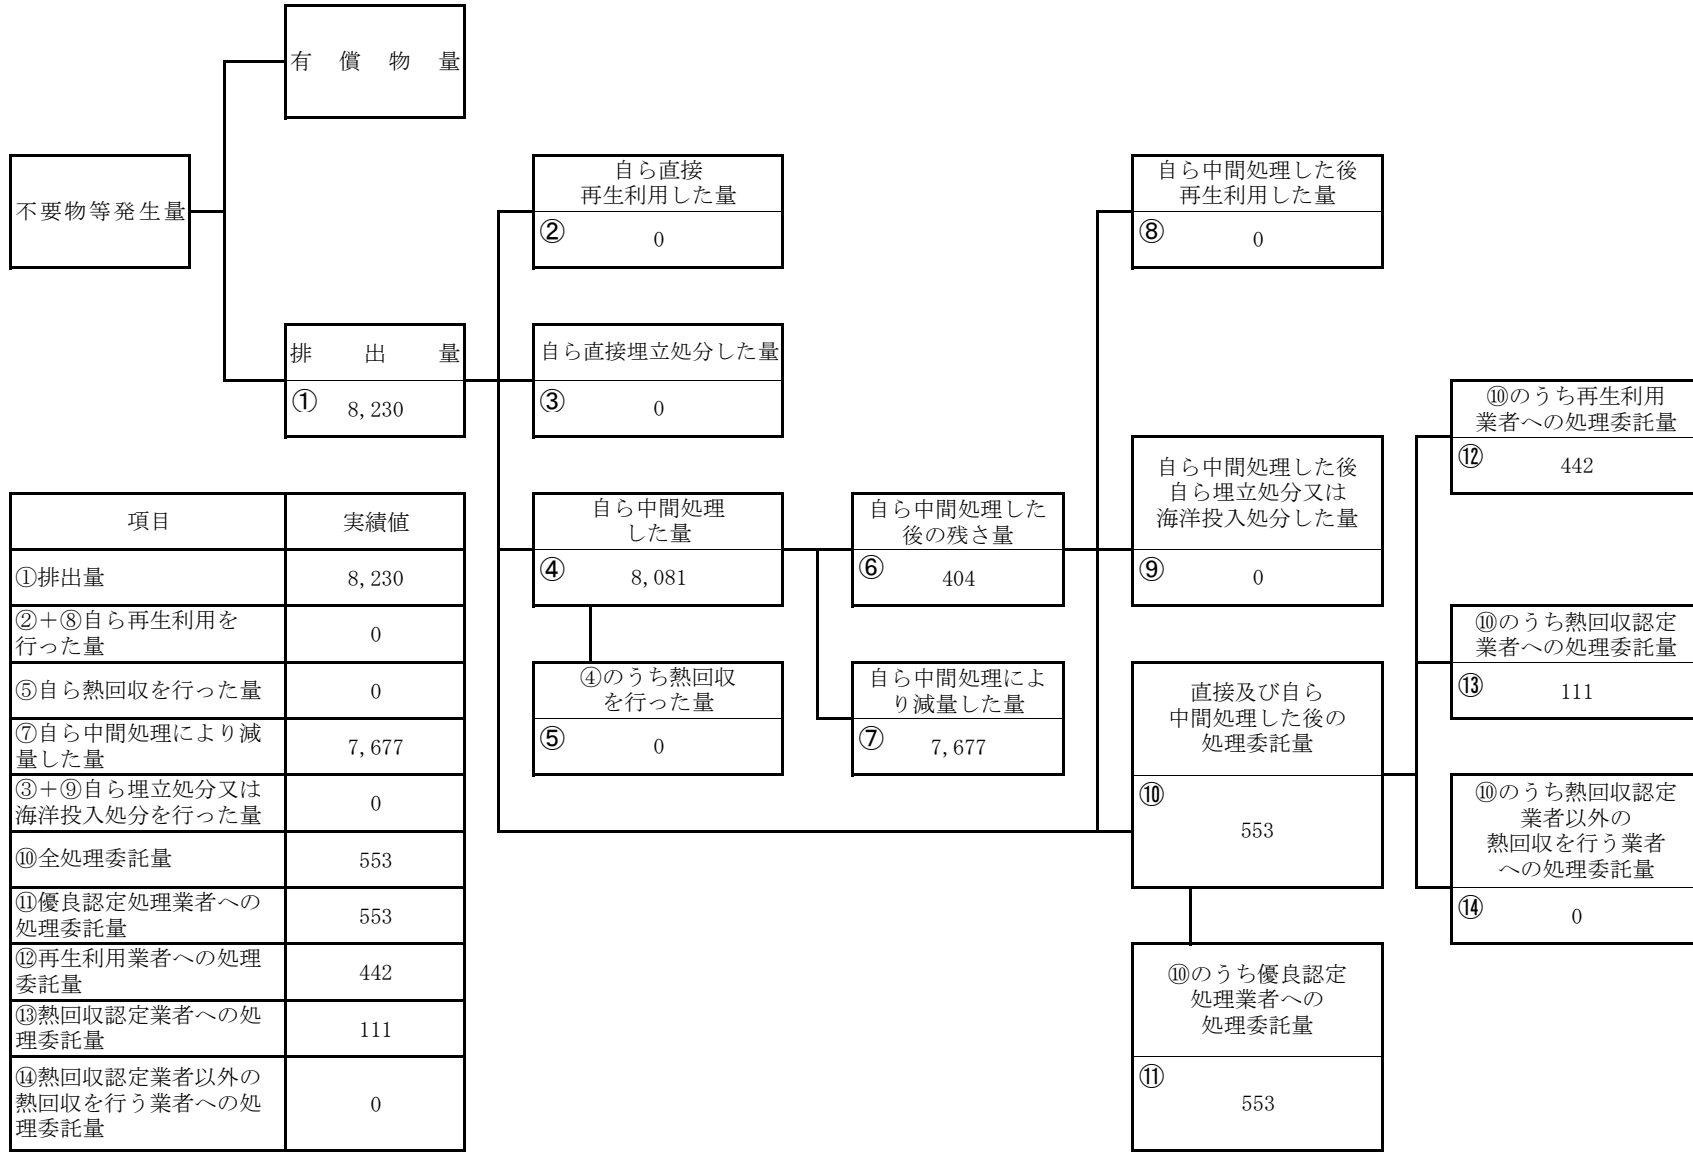 有償物量
不要物等発生量
排出量
① 8,230
自ら直接
再生利用した量
② 0
自ら直接埋立処分した量
③ 0
自ら中間処理
した量
④ 8,081
④のうち熱回収
を行った量
⑤ 0
自ら中間処理した
後の残さ量
⑥ 404
自ら中間処理によ
り減量した量
⑦ 7,677
自ら中間処理した後
再生利用した量
⑧ 0
自ら中間処理した後
自ら埋立処分又は
海洋投入処分した量
⑨ 0
直接及び自ら
中間処理した後の
処理委託量
⑩
553
⑩のうち優良認定
処理業者への
処理委託量
⑪
553
⑩のうち再生利用
業者への処理委託量
⑫ 442
⑩のうち熱回収認定
業者への処理委託量
⑬ 111
⑩のうち熱回収認定
業者以外の
熱回収を行う業者
への処理委託量
⑭ 0
項目 実績値
①排出量 8,230
②＋⑧自ら再生利用を
行った量 0
⑤自ら熱回収を行った量 0
⑦自ら中間処理により減
量した量 7,677
③＋⑨自ら埋立処分又は
海洋投入処分を行った量 0
⑩全処理委託量 553
⑪優良認定処理業者への
処理委託量 553
⑫再生利用業者への処理
委託量 442
⑬熱回収認定業者への処
理委託量 111
⑭熱回収認定業者以外の
熱回収を行う業者への処
理委託量 0